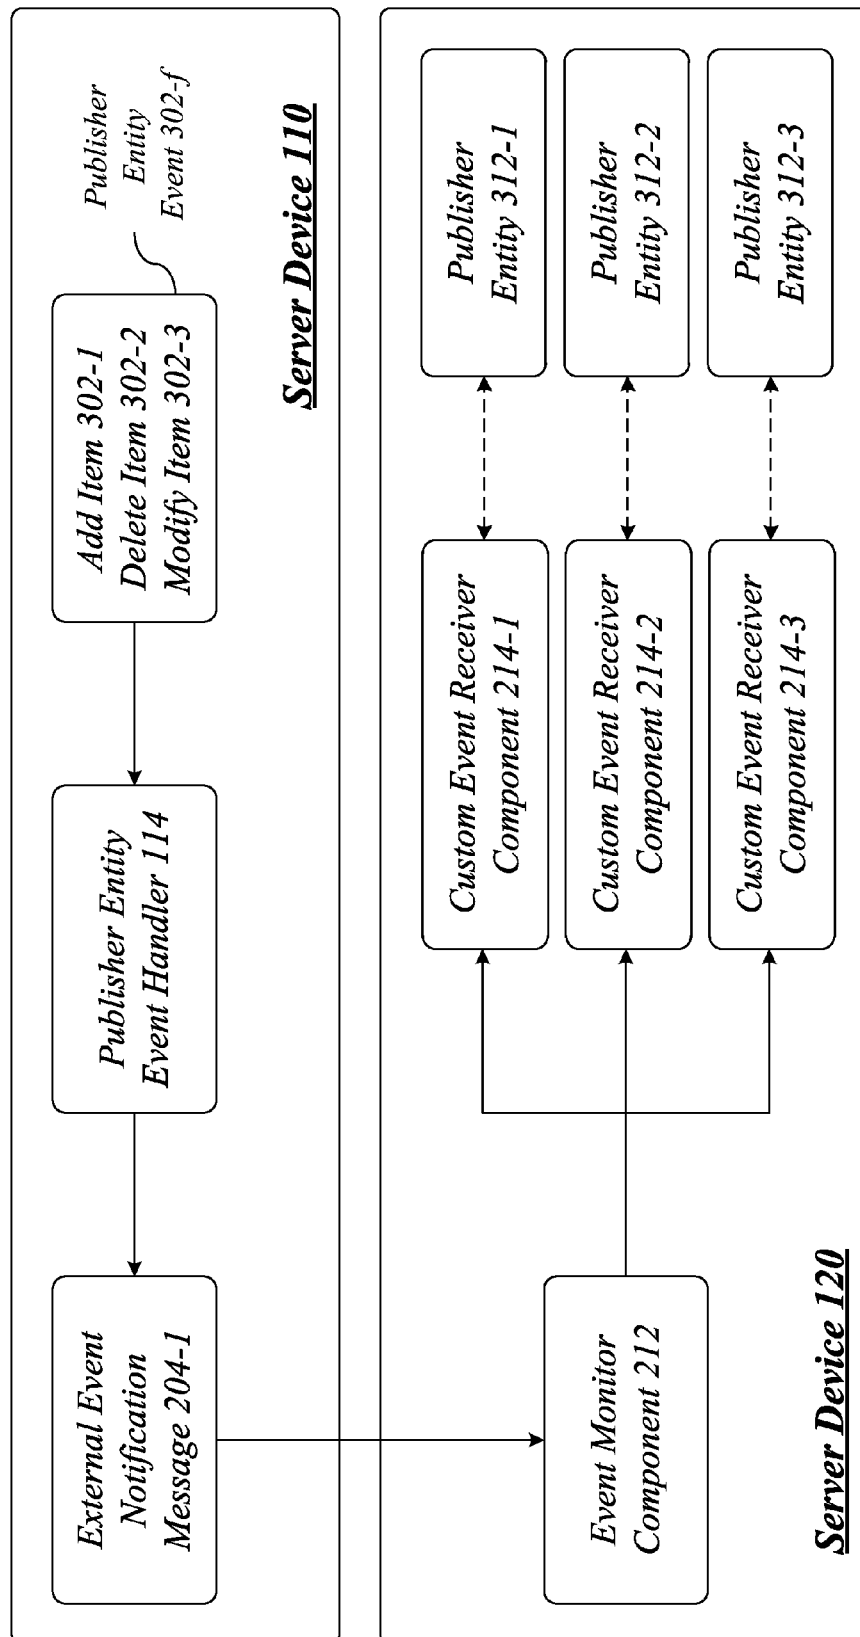 External Event
Notification
Message 204-1
Publisher Entity
Event Handler 114
Add Item 302-1
Delete Item 302-2
Modify Item 302-3
Publisher
Entity
Event 302-f
Server Device 110
Event Monitor
Component 212
Custom Event Receiver
Component 214-1
Publisher
Entity 312-1
Custom Event Receiver
Component 214-2
Publisher
Entity 312-2
Custom Event Receiver
Component 214-3
Publisher
Entity 312-3
Server Device 120